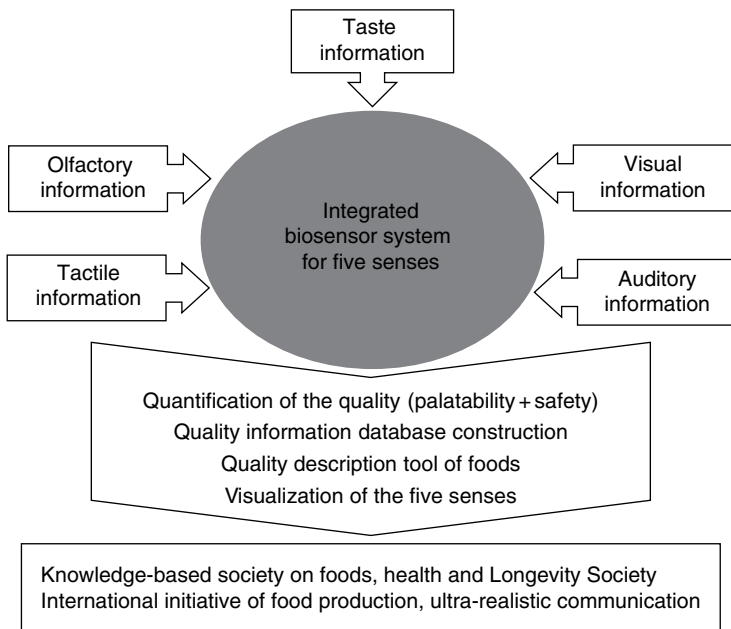 Taste
information
Olfactory
information
Visual
information
Integrated
biosensor system
for five senses
Tactile
information
Auditory
information
Quantification of the quality (palatability + safety)
Quality information database construction
Quality description tool of foods
Visualization of the five senses
Knowledge-based society on foods, health and Longevity Society
International initiative of food production, ultra-realistic communication